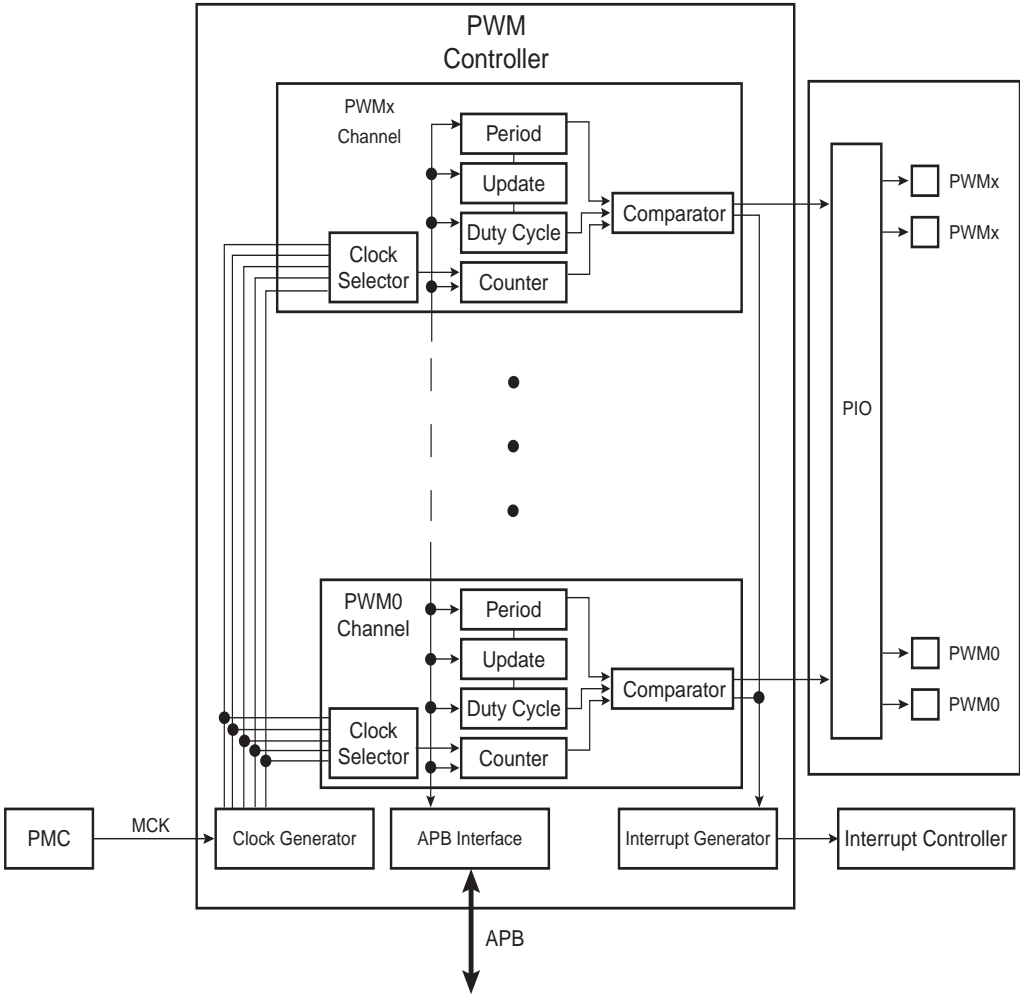 PWM
Controller
PWMx
Channel
Period
Update
Duty Cycle
Comparator
Clock
Selector
Counter
PIO
PWMx
PWMx
PWM0
Channel
Period
Update
Duty Cycle
Comparator
Clock
Selector
Counter
PWM0
PWM0
PMC
MCK
Clock Generator
APB Interface
Interrupt Generator
Interrupt Controller
APB